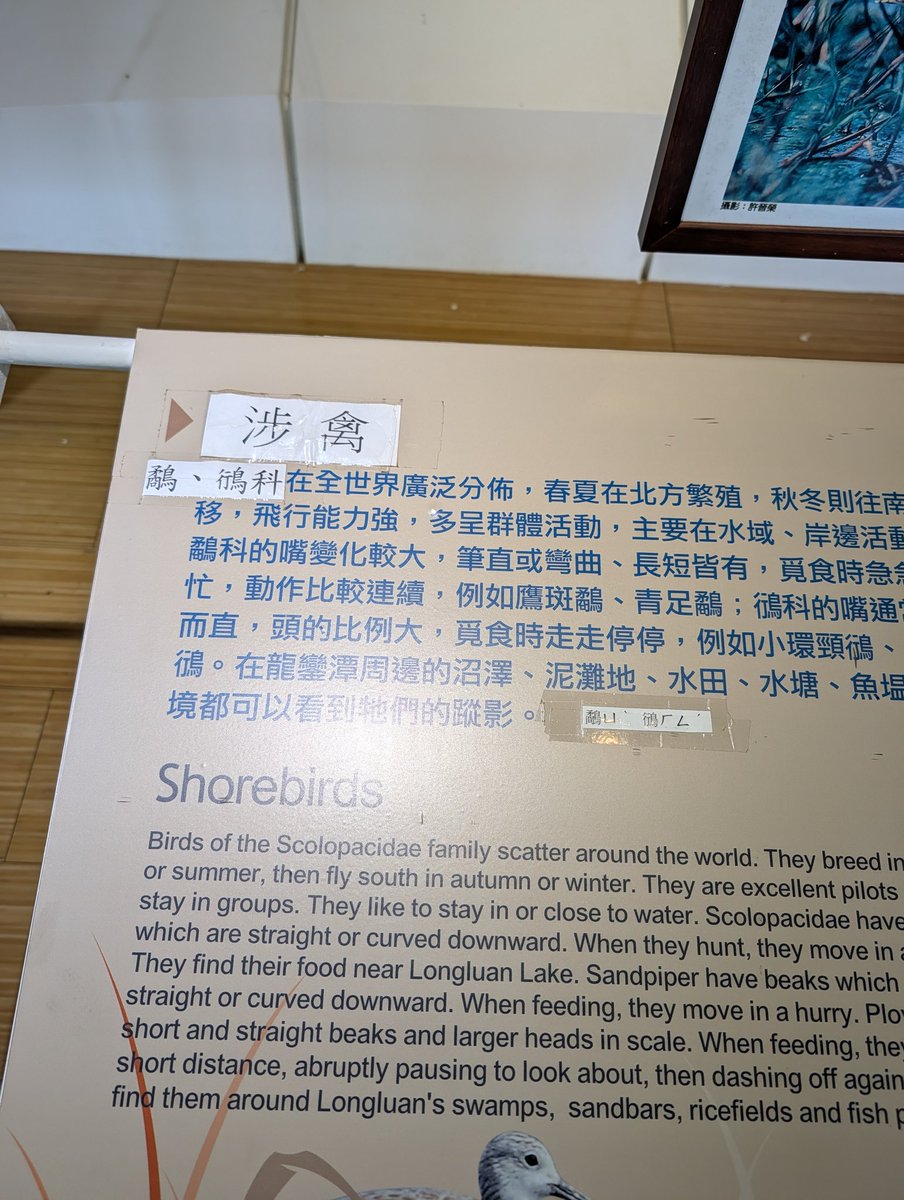 攝影：許晉榮
涉 禽
鷸、鴴科在全世界廣泛分佈，春夏在北方繁殖，秋冬則往南
移，飛行能力強，多呈群體活動，主要在水域、岸邊活動
鷸科的嘴變化較大，筆直或彎曲、長短皆有，覓食時急急
忙，動作比較連續，例如鷹斑鷸、青足鷸；鴴科的嘴通常
而直，頭的比例大，覓食時走走停停，例如小環頸鴴、
鴴。在龍鑾潭周邊的沼澤、泥灘地、水田、水塘、魚塭
境都可以看到牠們的蹤影。
鷸ㄩˋ 鴴ㄏㄥˊ
Shorebirds
Birds of the Scolopacidae family scatter around the world. They breed in
or summer, then fly south in autumn or winter. They are excellent pilots
stay in groups. They like to stay in or close to water. Scolopacidae have
which are straight or curved downward. When they hunt, they move in a
They find their food near Longluan Lake. Sandpiper have beaks which
straight or curved downward. When feeding, they move in a hurry. Plov
short and straight beaks and larger heads in scale. When feeding, they
short distance, abruptly pausing to look about, then dashing off again
find them around Longluan's swamps, sandbars, ricefields and fish p